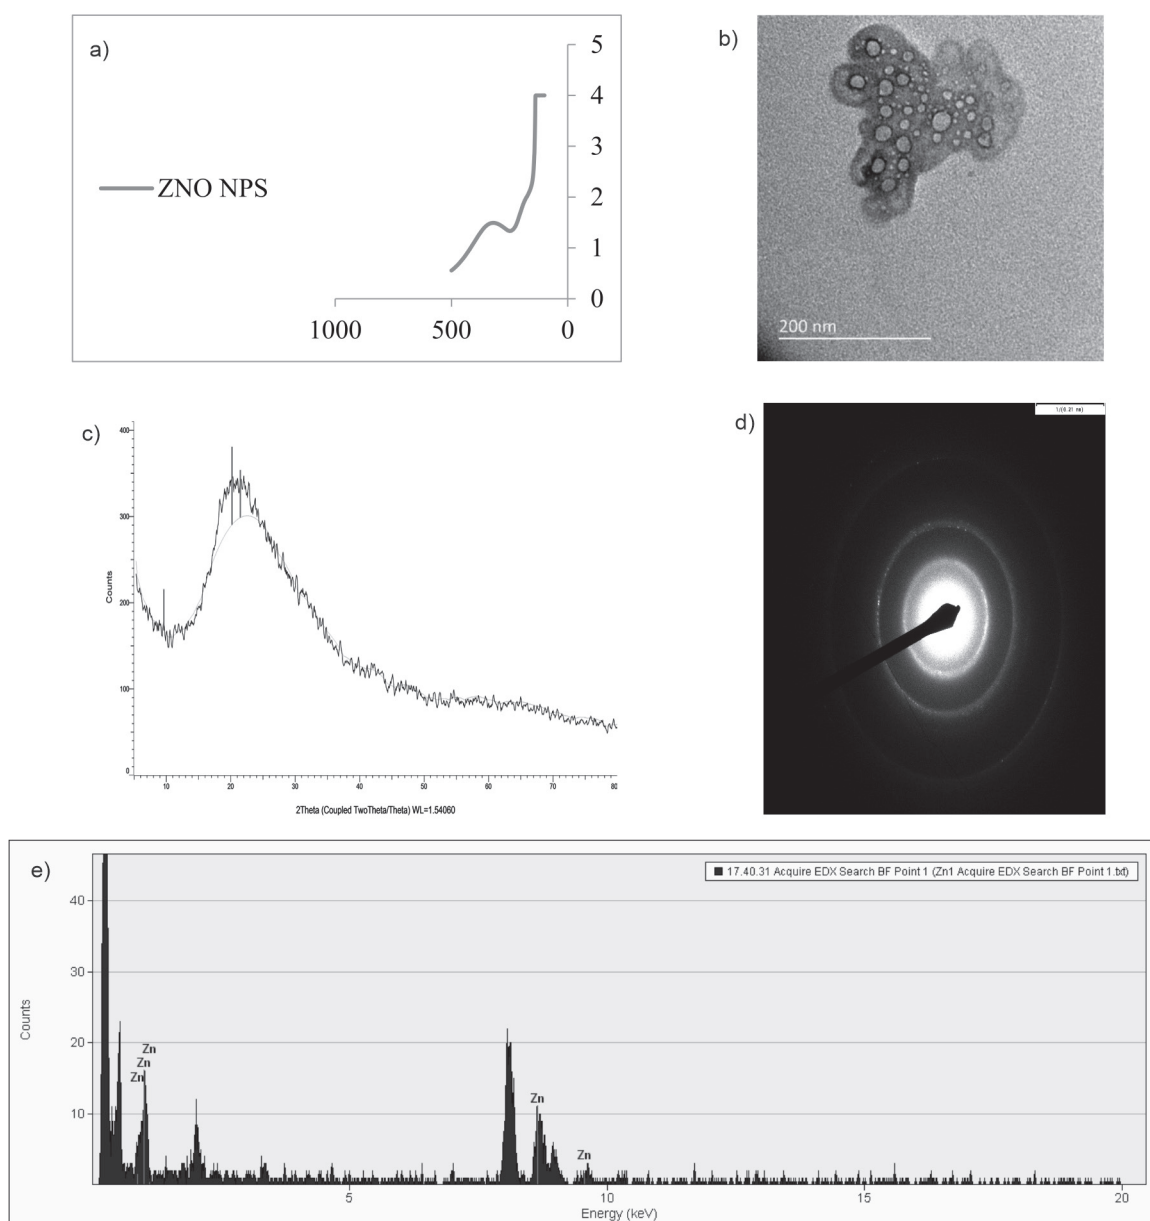 a)
5
4
3
2
1
0
ZNO NPS
1000 500 0
b)
200 nm
c)
400
300
200
100
0
Counts
10 20 30 40 50 60 70 80
2Theta (Coupled TwoTheta/Theta) WL=1.54060
d)
e)
17.40.31 Acquire EDX Search BF Point 1 (Zn1 Acquire EDX Search BF Point 1.txt)
40
30
20
10
Counts
Zn
Zn
Zn
Zn
Zn
5 10 15 20
Energy (keV)